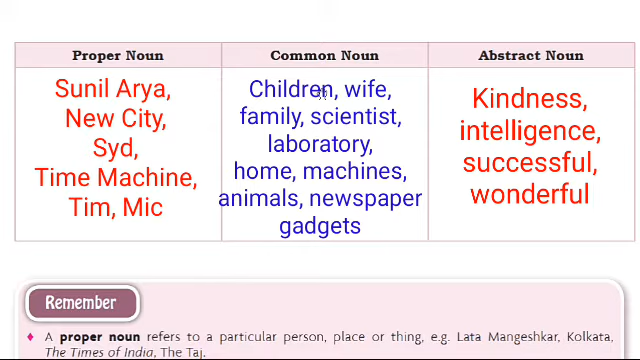 Proper Noun Common Noun Abstract Noun
Sunil Arya,
New City,
Syd,
Time Machine,
Tim, Mic
Children, wife,
family, scientist,
laboratory,
home, machines,
animals, newspaper
gadgets
Kindness,
intelligence,
successful,
wonderful
Remember
A proper noun refers to a particular person, place or thing, e.g. Lata Mangeshkar, Kolkata,
The Times of India, The Taj.